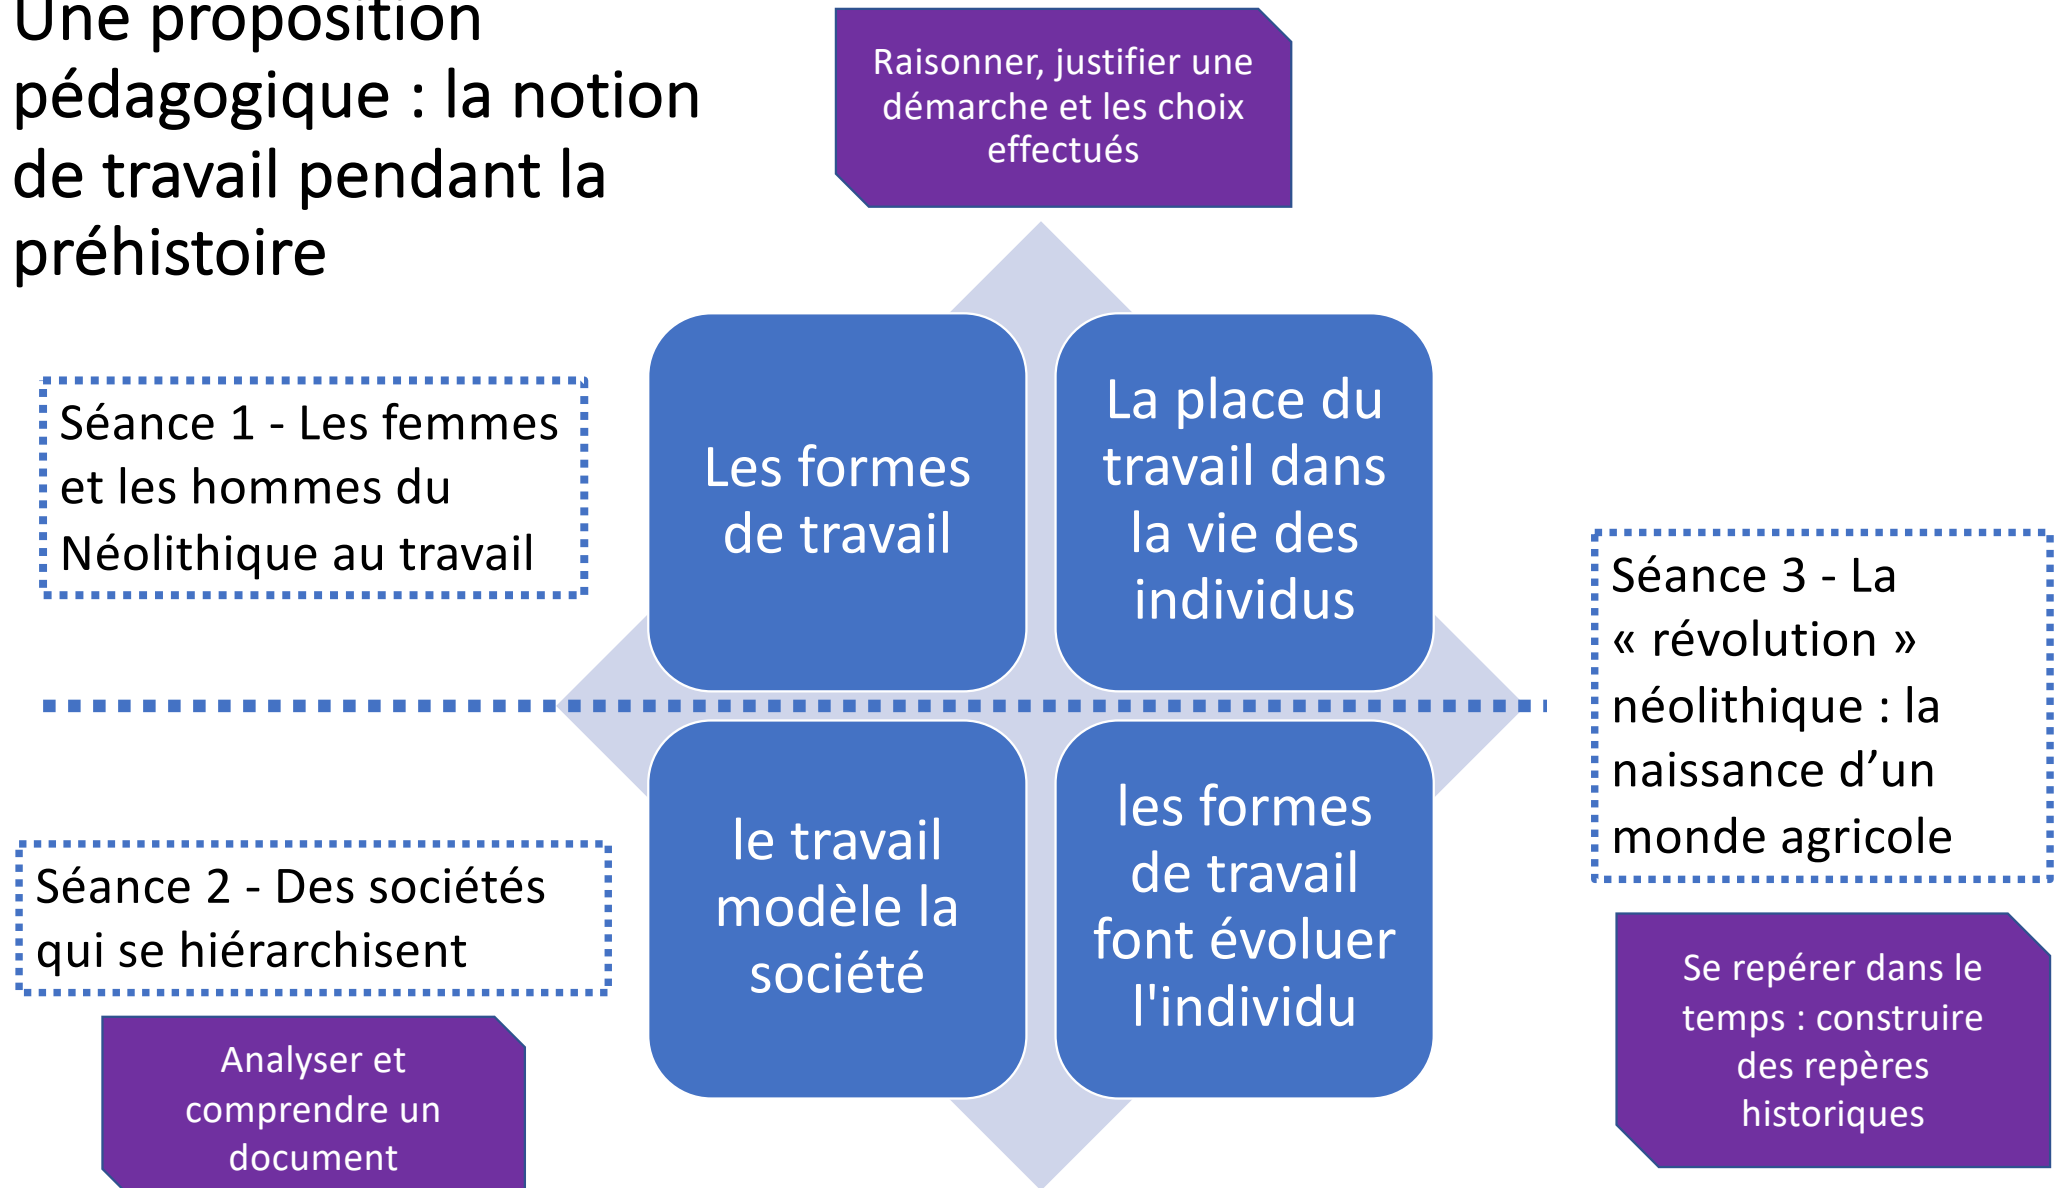 Une proposition
pédagogique : la notion
de travail pendant la
préhistoire
Raisonner, justifier une
démarche et les choix
effectués
Séance 1 - Les femmes
et les hommes du
Néolithique au travail
Les formes
de travail
La place du
travail dans
la vie des
individus
Séance 3 - La
« révolution »
néolithique : la
naissance d’un
monde agricole
Séance 2 - Des sociétés
qui se hiérarchisent
le travail
modèle la
société
les formes
de travail
font évoluer
l'individu
Analyser et
comprendre un
document
Se repérer dans le
temps : construire
des repères
historiques